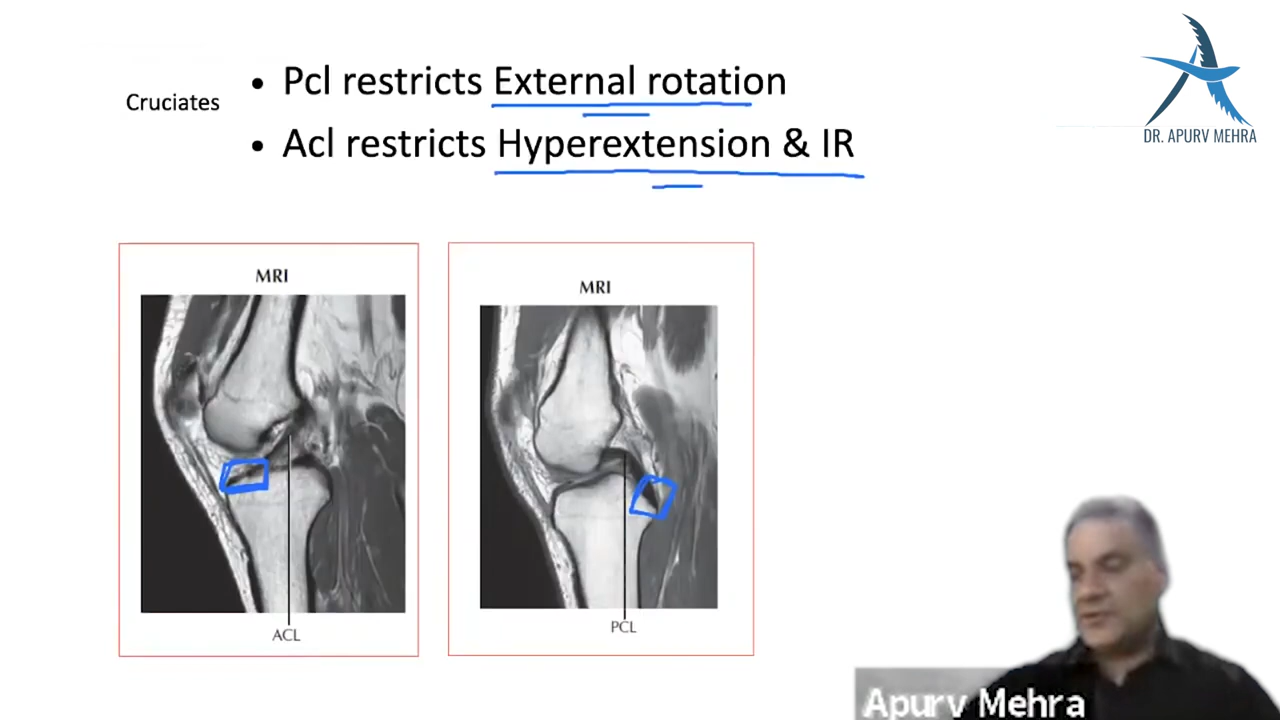 Cruciates
• Pcl restricts External rotation
• Acl restricts Hyperextension & IR
DR. APURV MEHRA
MRI
MRI
ACL
PCL
Apurv Mehra